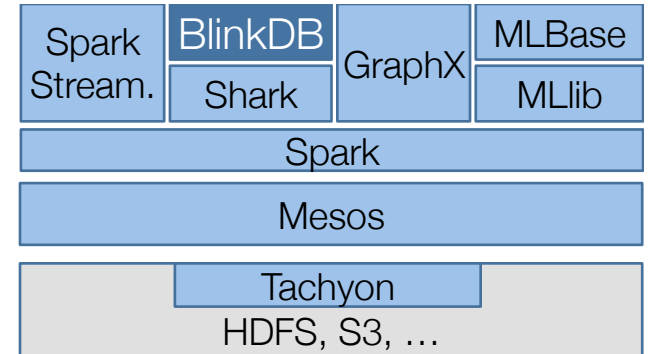 Spark
Stream.
BlinkDB
Shark
GraphX
MLBase
MLlib
Spark
Mesos
Tachyon
HDFS, S3, …